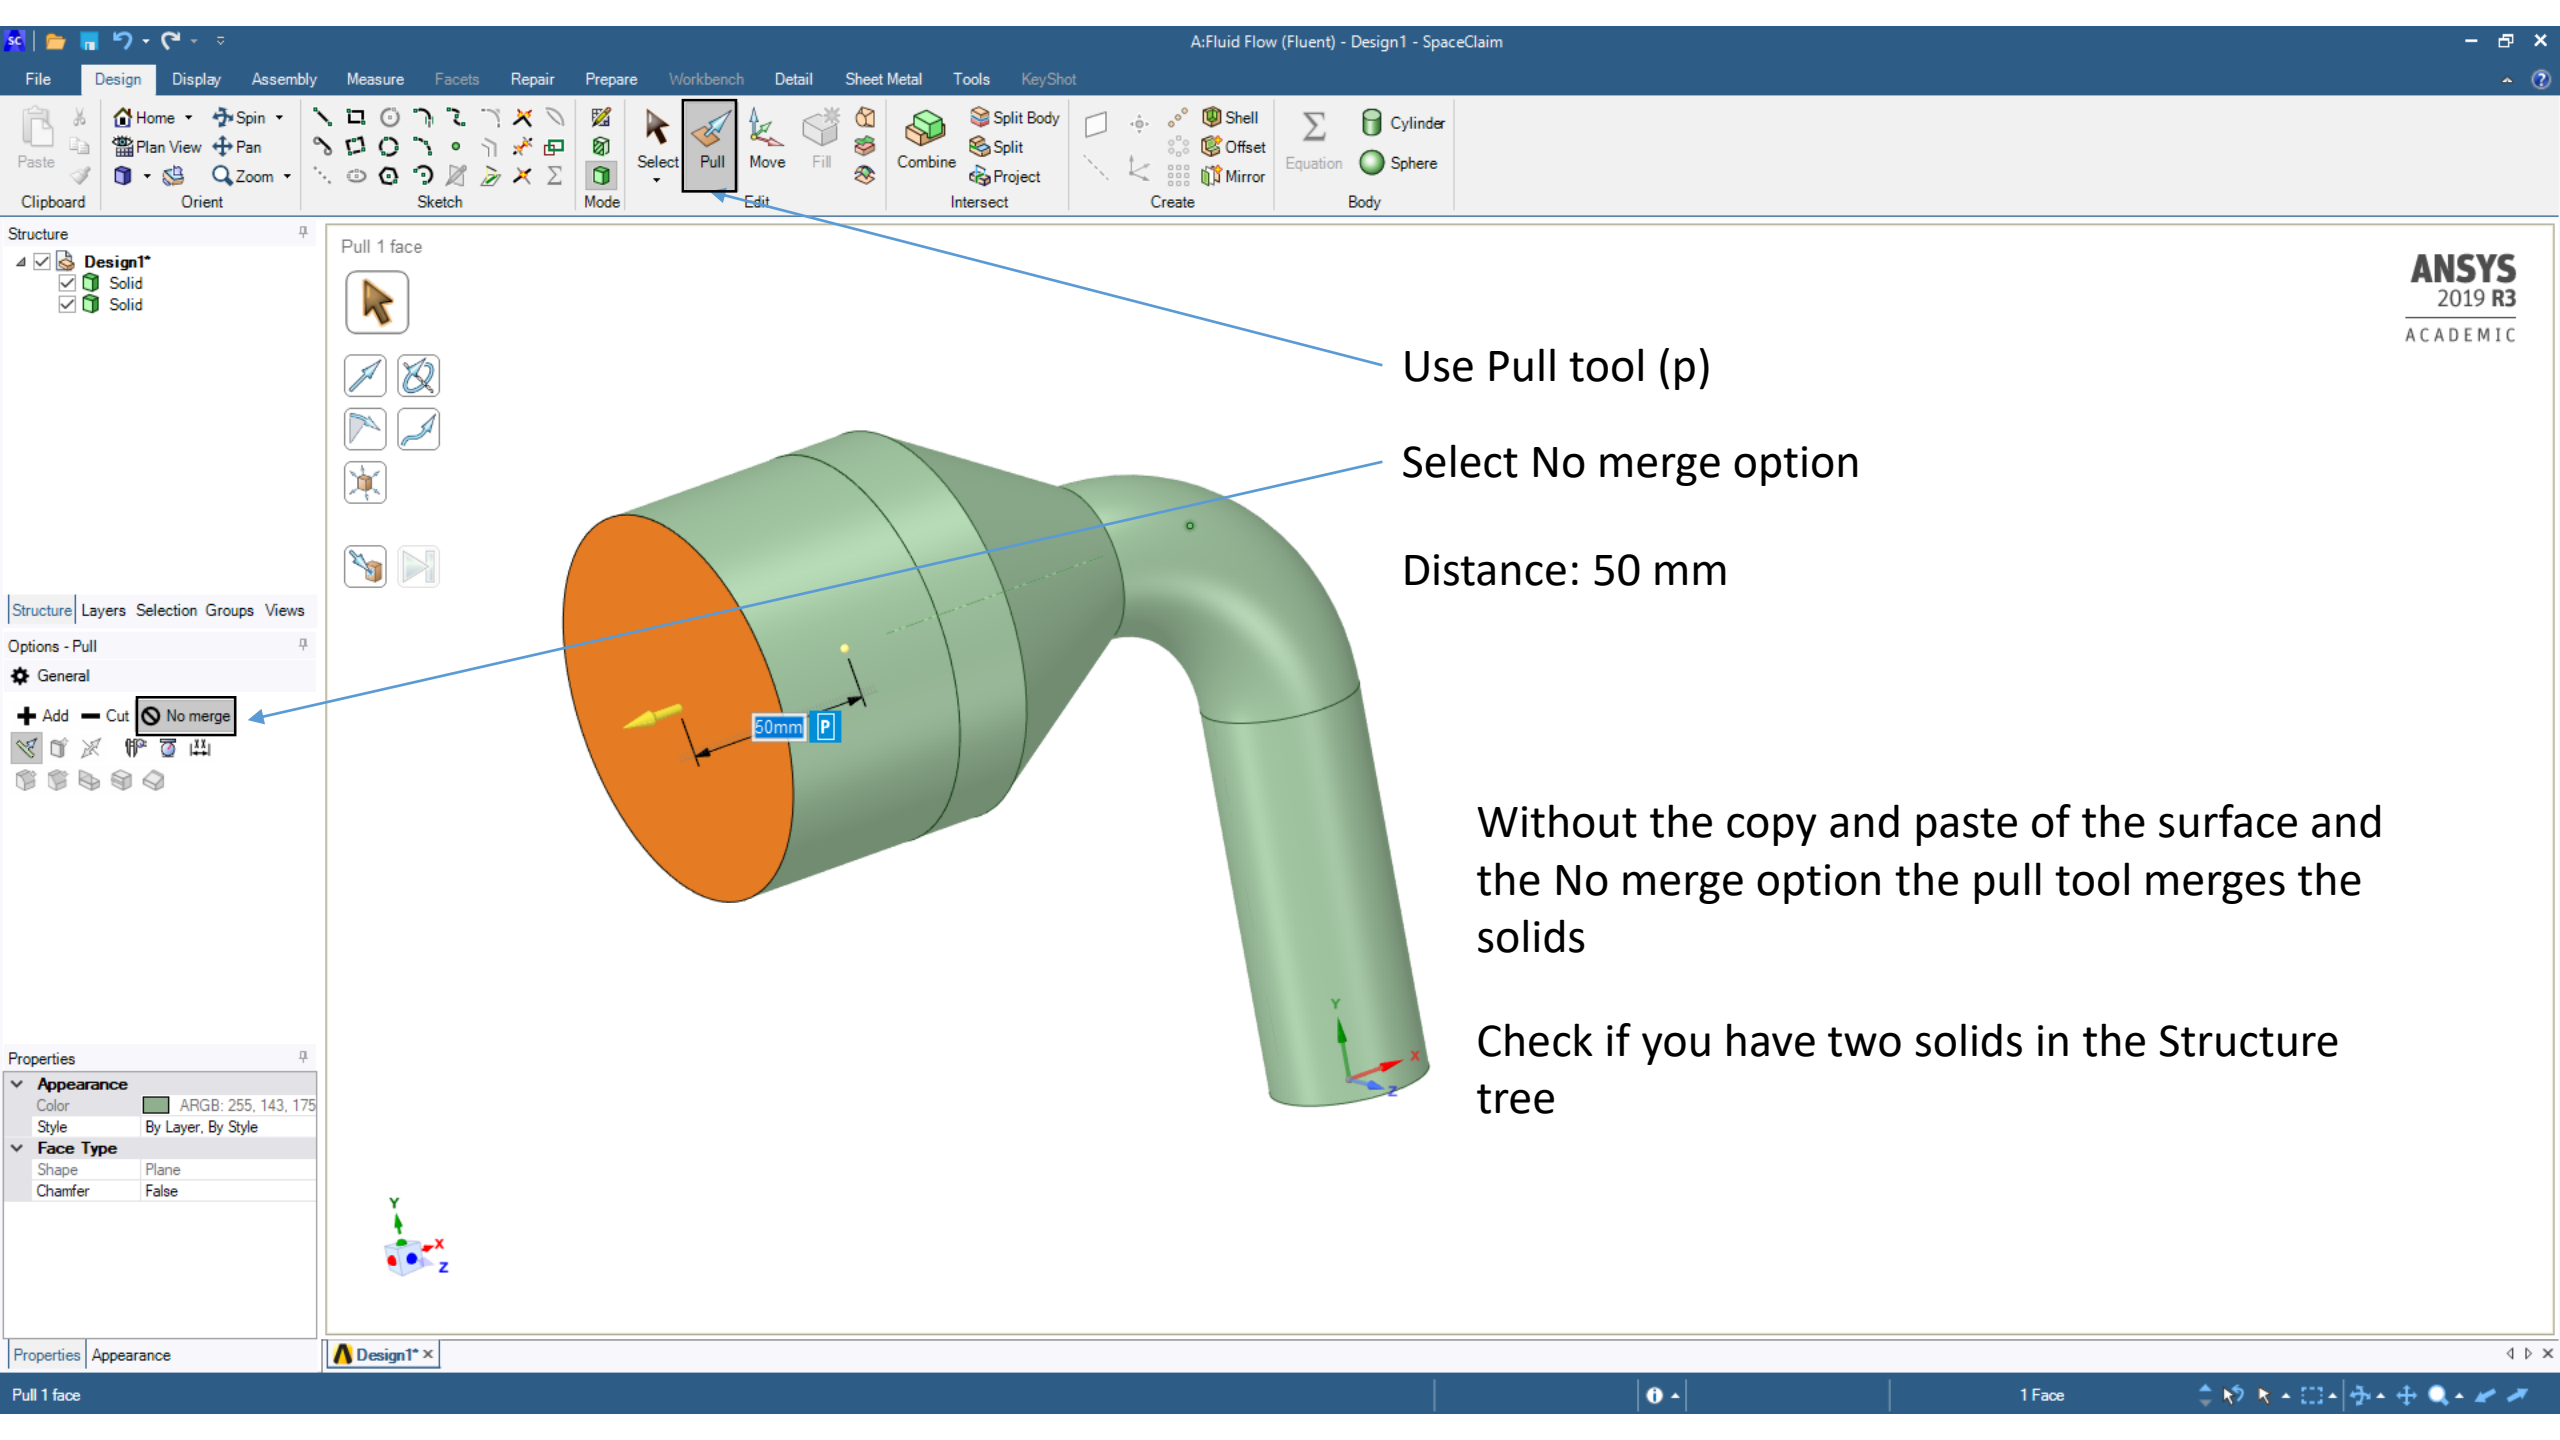 A:Fluid Flow (Fluent) - Design1 - SpaceClaim
File Design Display Assembly Measure Facets Repair Prepare Workbench Detail Sheet Metal Tools KeyShot
Paste
Clipboard
Home Spin
Plan View Pan
Zoom
Orient
Sketch
Mode
Select Pull Move Fill
Edit
Combine
Split Body
Split
Project
Intersect
Shell
Offset
Mirror
Create
Equation
Cylinder
Sphere
Body
Structure
Design1*
Solid
Solid
Structure Layers Selection Groups Views
Options - Pull
General
Add Cut No merge
Properties
Appearance
Color ARGB: 255, 143, 175
Style By Layer, By Style
Face Type
Shape Plane
Chamfer False
Properties Appearance
Pull 1 face
ANSYS
2019 R3
ACADEMIC
Use Pull tool (p)
Select No merge option
Distance: 50 mm
50mm P
Without the copy and paste of the surface and
the No merge option the pull tool merges the
solids
Check if you have two solids in the Structure
tree
Y
X
Z
Y
X
Z
Design1*
Pull 1 face
1 Face